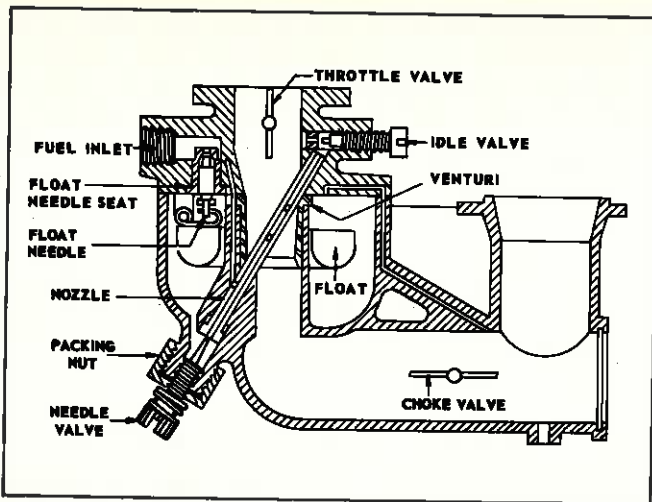 THROTTLE VALVE
FUEL INLET
IDLE VALVE
FLOAT
NEEDLE SEAT
VENTURI
FLOAT
NEEDLE
FLOAT
NOZZLE
PACKING
NUT
CHOKE VALVE
NEEDLE
VALVE